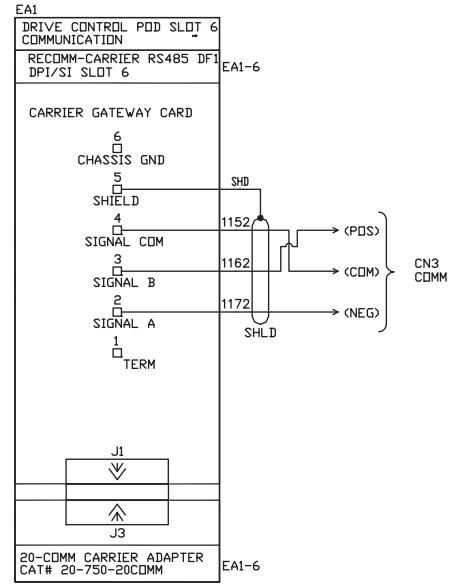 EA1
DRIVE CONTROL POD SLOT 6
COMMUNICATION -
RECOMM-CARRIER RS485 DF1
DPI/SI SLOT 6
EA1-6
CARRIER GATEWAY CARD
6
CHASSIS GND
5
SHIELD
SHD
4
SIGNAL COM
1152
(POS)
3
SIGNAL B
1162
(COM)
CN3
COMM
2
SIGNAL A
1172
(NEG)
SHLD
1
TERM
J1
J3
20-COMM CARRIER ADAPTER
CAT# 20-750-20COMM
EA1-6